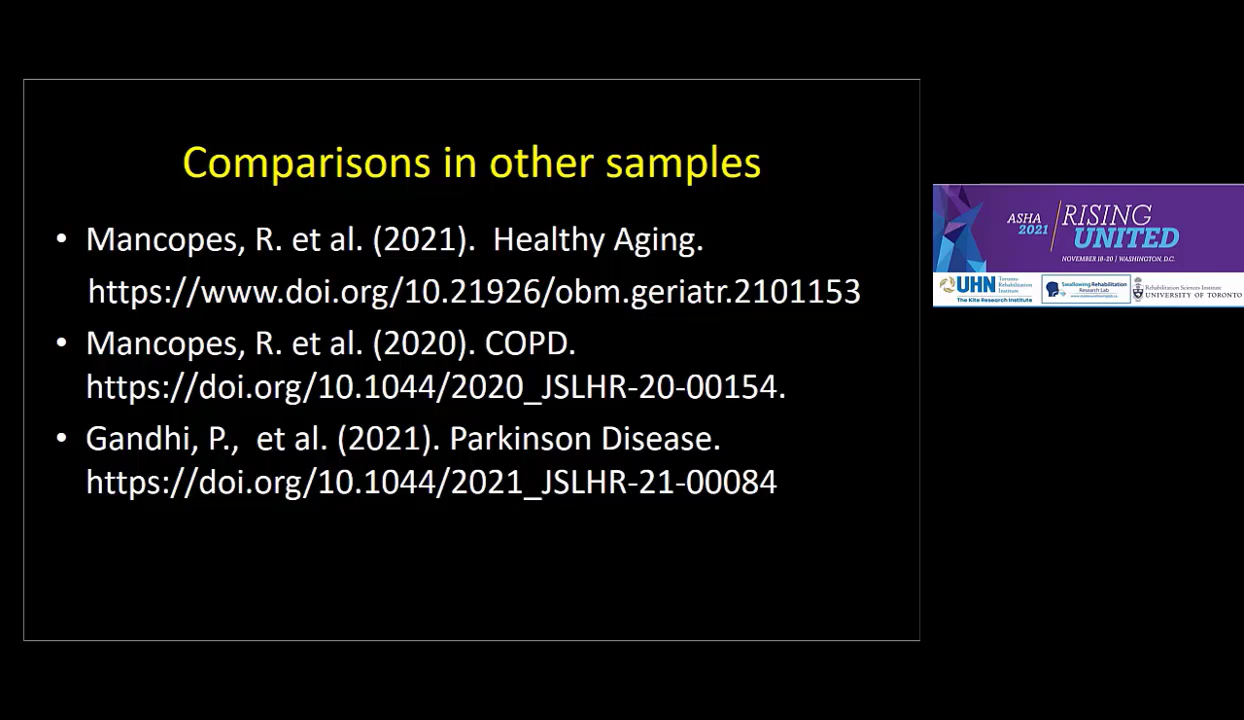 Comparisons in other samples
• Mancopes, R. et al. (2021).  Healthy Aging.
https://www.doi.org/10.21926/obm.geriatr.2101153
• Mancopes, R. et al. (2020). COPD.
https://doi.org/10.1044/2020_JSLHR-20-00154.
• Gandhi, P.,  et al. (2021). Parkinson Disease.
https://doi.org/10.1044/2021_JSLHR-21-00084
ASHA
2021
RISING
UNITED
NOVEMBER 18-20 | WASHINGTON, D.C.
UHN
Toronto
Rehabilitation
Institute
The Kite Research Institute
Swallowing Rehabilitation
Research Lab
Rehabilitation Sciences Institute
UNIVERSITY OF TORONTO